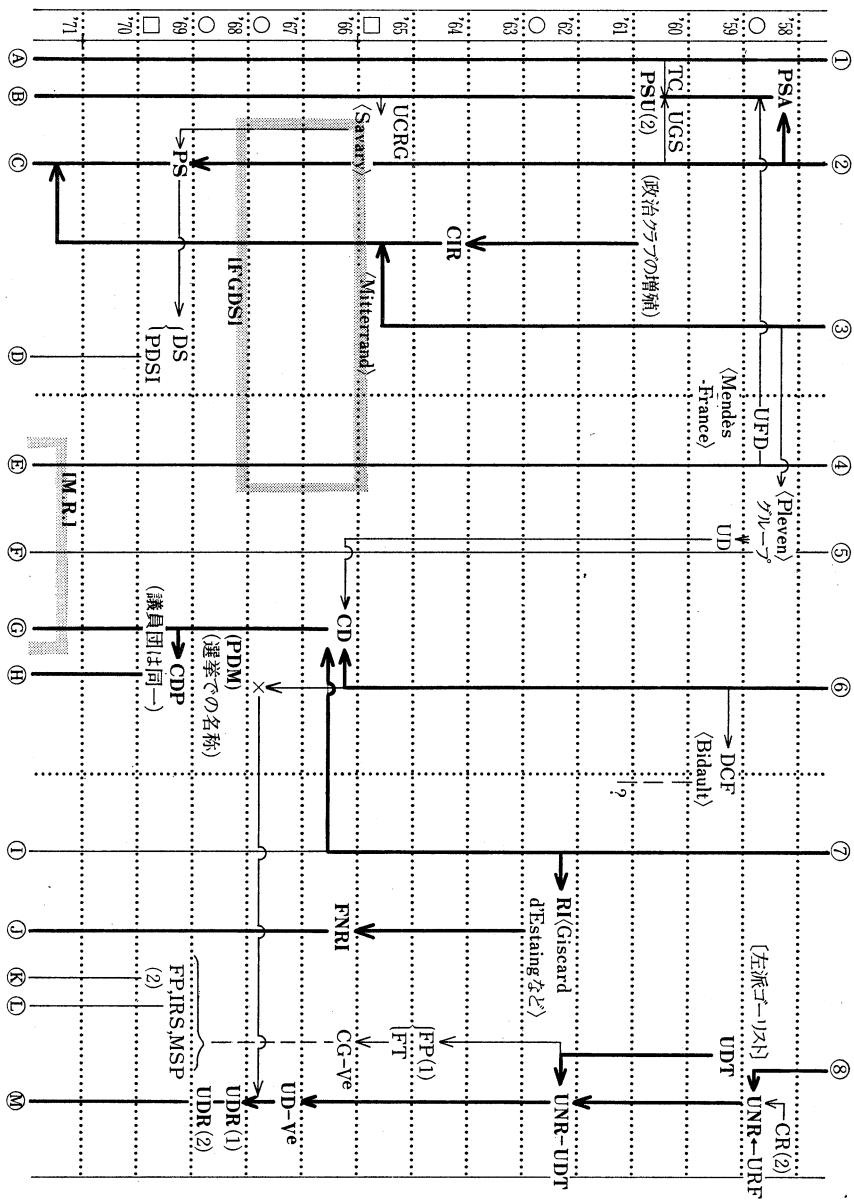 '58
'59
'60
'61
'62
'63
'64
'65
66
'67
68
'69
'70
'71
①
②
③
④
⑤
⑥
⑦
⑧
PSA
TC
UGS
PSU(2)
UCRG
〈Savary〉
PS
(政治クラブの増殖)
CIR
〈Mitterrand〉
[FGDS]
DS
PDSI
〈Mendès
-France〉
UFD
〈Pleven〉
グループ
UD
[M.R.]
CD
(PDM)
(選挙での名称)
CDP
(議員団は同一)
×
DCF
〈Bidault〉
?
RI〈Giscard
d'Estaingなど〉
FNRI
〔左派ゴーリスト〕
UDT
UNR←URF
CR(2)
UNR-UDT
FP(1)
FT
CG-Ve
UD-Ve
UDR(1)
UDR(2)
FP,IRS,MSP
(2)
Ⓐ
Ⓑ
Ⓒ
Ⓓ
Ⓔ
Ⓕ
Ⓖ
Ⓗ
Ⓘ
Ⓙ
Ⓚ
Ⓛ
Ⓜ